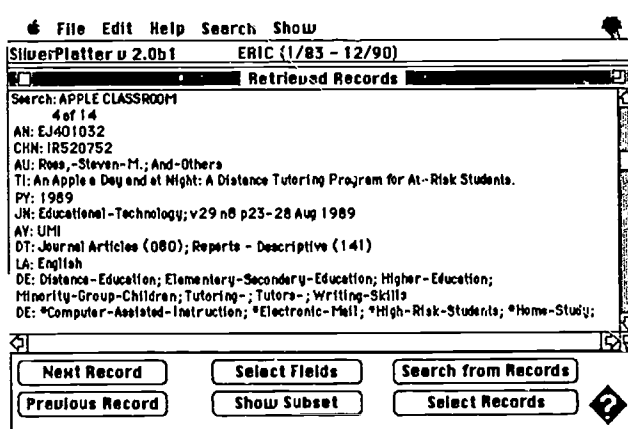 File Edit Help Search Show
SilverPlatter v 2.0b1 ERIC (1/83 - 12/90)
Retrieved Records
Search: APPLE CLASSROOM
4 of 14
AN: EJ401032
CHN: IR520752
AU: Ross,-Steven-M.; And-Others
TI: An Apple a Day and at Night: A Distance Tutoring Program for At-Risk Students.
PY: 1989
JN: Educational-Technology; v29 n8 p23-28 Aug 1989
AV: UMI
DT: Journal Articles (080); Reports - Descriptive (141)
LA: English
DE: Distance-Education; Elementary-Secondary-Education; Higher-Education;
Minority-Group-Children; Tutoring-; Tutors-; Writing-Skills
DE: *Computer-Assisted-Instruction; *Electronic-Mail; *High-Risk-Students; *Home-Study;
Next Record Select Fields Search from Records
Previous Record Show Subset Select Records
?